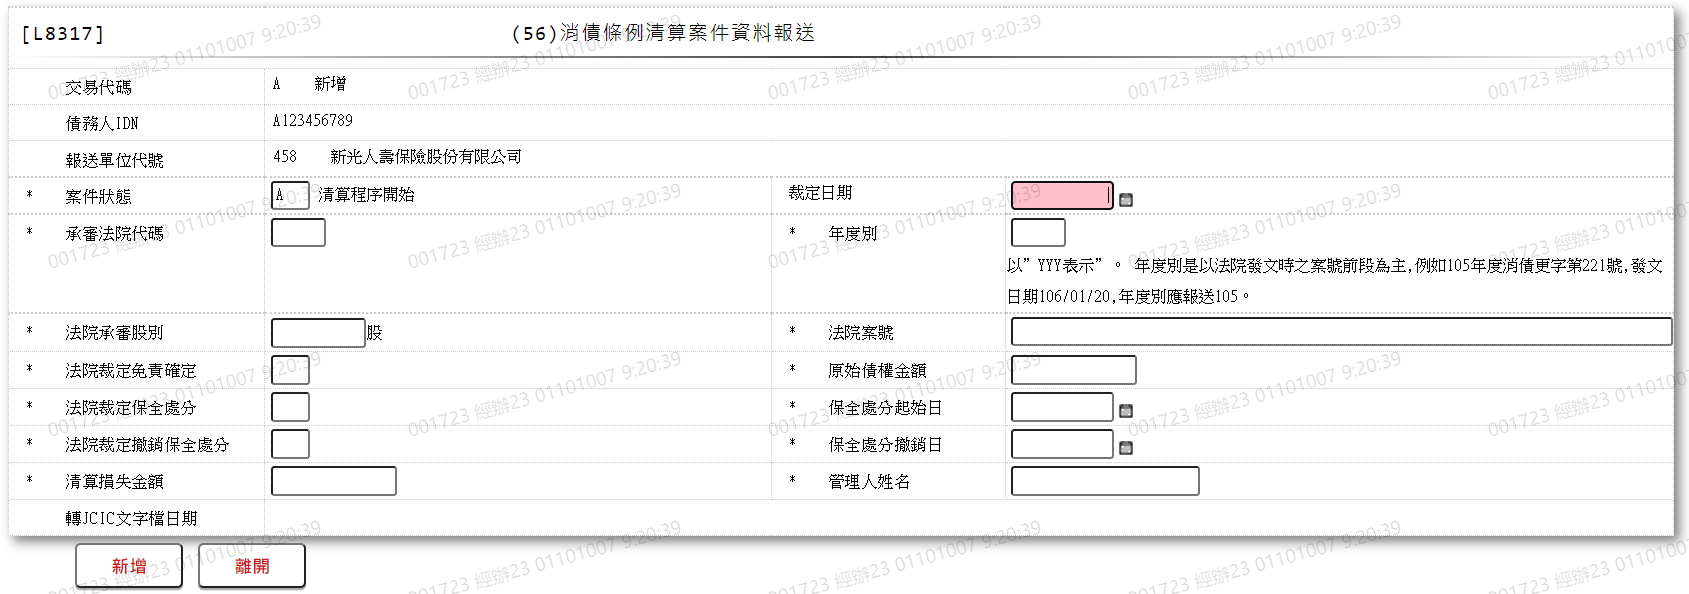 [L8317] (56)消債條例清算案件資料報送
交易代碼 A 新增
債務人IDN A123456789
報送單位代號 458 新光人壽保險股份有限公司
* 案件狀態 A 清算程序開始 裁定日期
* 承審法院代碼 * 年度別
以”YYY表示”。 年度別是以法院發文時之案號前段為主,例如105年度消債更字第221號,發文
日期106/01/20,年度別應報送105。
* 法院承審股別 股 * 法院案號
* 法院裁定免責確定 * 原始債權金額
* 法院裁定保全處分 * 保全處分起始日
* 法院裁定撤銷保全處分 * 保全處分撤銷日
* 清算損失金額 * 管理人姓名
轉JCIC文字檔日期
新增 離開
001723 經辦23 01101007 9:20:39